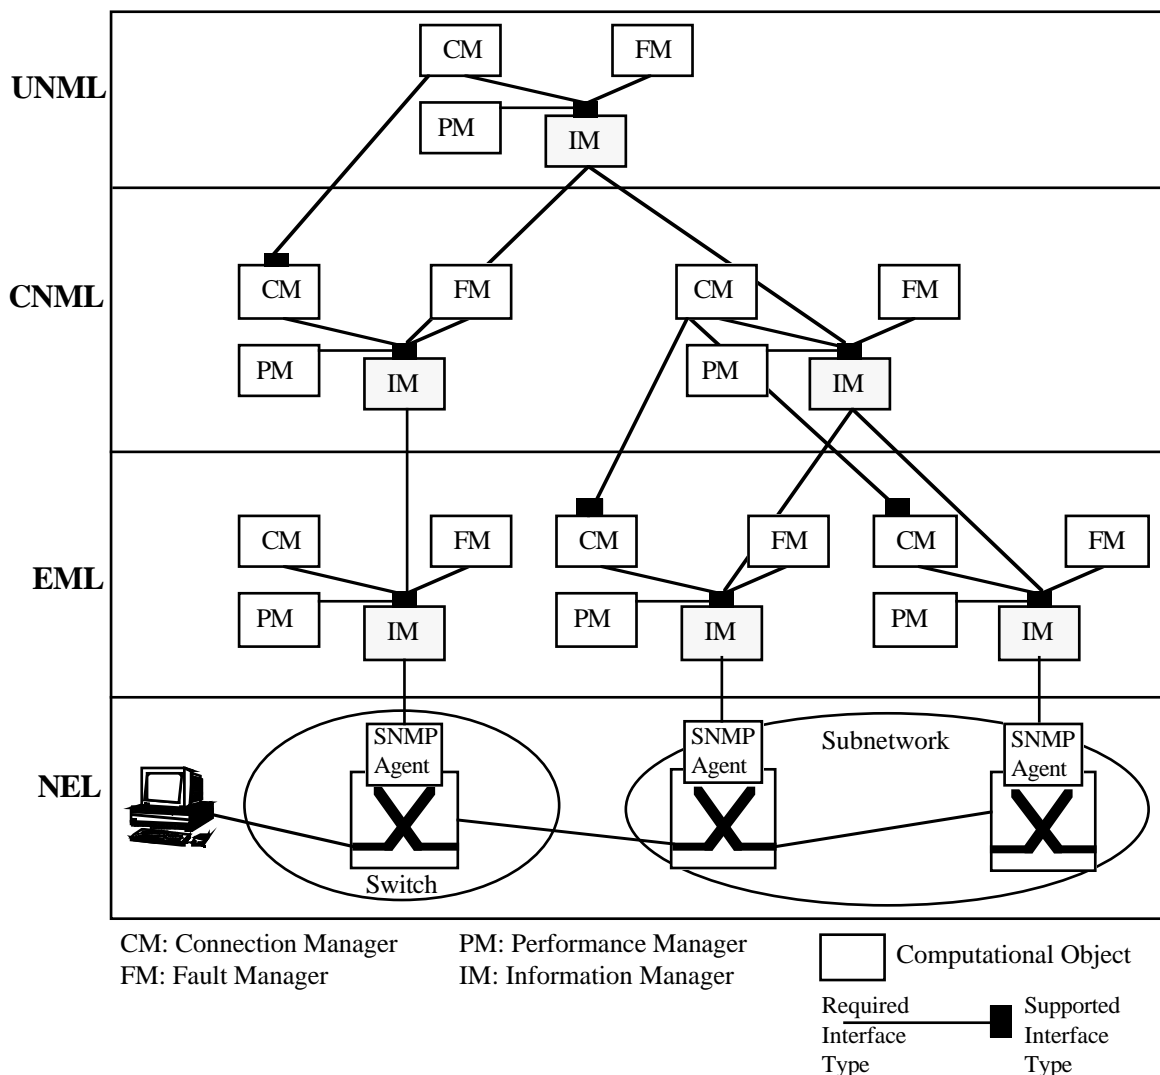 UNML
CM
FM
PM
IM
CNML
CM
FM
CM
FM
PM
IM
PM
IM
EML
CM
FM
CM
FM
CM
FM
PM
IM
PM
IM
PM
IM
NEL
SNMP
Agent
SNMP
Agent
SNMP
Agent
Subnetwork
Switch
CM: Connection Manager
FM: Fault Manager
PM: Performance Manager
IM: Information Manager
Computational Object
Required
Interface
Type
Supported
Interface
Type